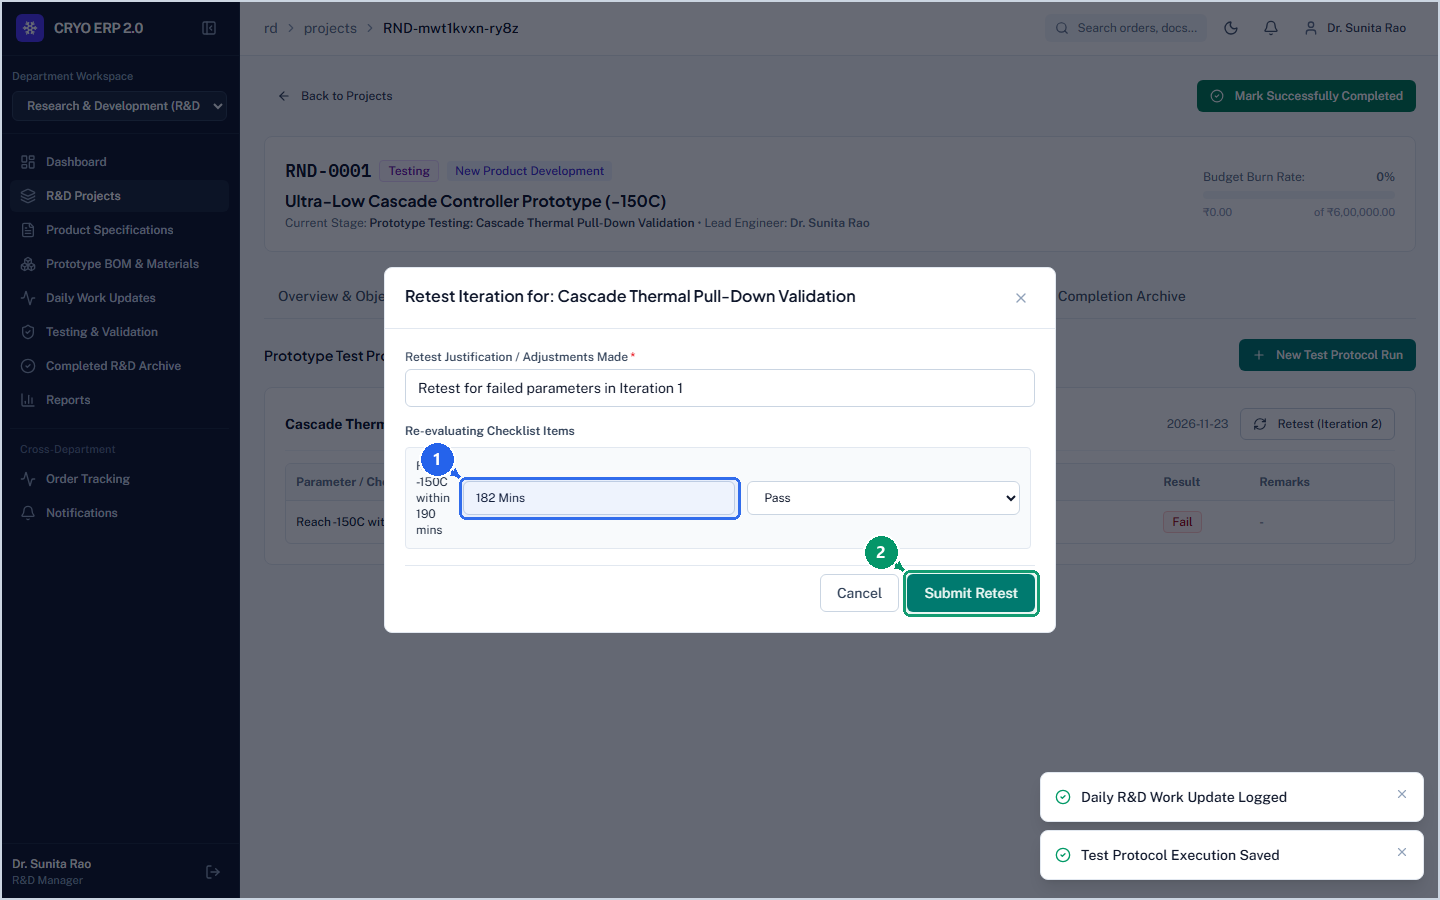 CRYO ERP 2.0
rd
projects
RND-mwt1kvxn-ry8z
Search orders, docs...
Dr. Sunita Rao
Department Workspace
Research & Development (R&D
Dashboard
R&D Projects
Product Specifications
Prototype BOM & Materials
Daily Work Updates
Testing & Validation
Completed R&D Archive
Reports
Cross-Department
Order Tracking
Notifications
Dr. Sunita Rao
R&D Manager
Back to Projects
Mark Successfully Completed
RND-0001
Testing
New Product Development
Ultra-Low Cascade Controller Prototype (-150C)
Current Stage: Prototype Testing: Cascade Thermal Pull-Down Validation • Lead Engineer: Dr. Sunita Rao
Budget Burn Rate:
0%
₹0.00
of ₹6,00,000.00
Overview & Obje
Completion Archive
Prototype Test Pro
New Test Protocol Run
Cascade Therm
2026-11-23
Retest (Iteration 2)
Parameter / Che
Result
Remarks
Reach -150C wit
Fail
-
Retest Iteration for: Cascade Thermal Pull-Down Validation
Retest Justification / Adjustments Made *
Retest for failed parameters in Iteration 1
Re-evaluating Checklist Items
1
-150C
within
190
mins
182 Mins
Pass
2
Cancel
Submit Retest
Daily R&D Work Update Logged
Test Protocol Execution Saved